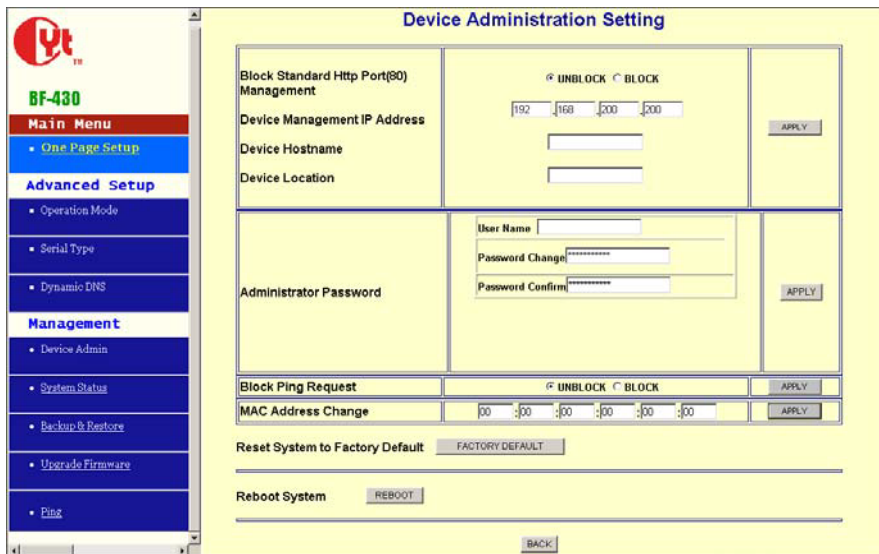 Cyt
TM
BF-430
Main Menu
One Page Setup
Advanced Setup
Operation Mode
Serial Type
Dynamic DNS
Management
Device Admin
System Status
Backup & Restore
Upgrade Firmware
Ping
Device Administration Setting
Block Standard Http Port(80) Management
UNBLOCK BLOCK
Device Management IP Address
192 .168 .200 .200
Device Hostname
Device Location
APPLY
Administrator Password
User Name
Password Change ***********
Password Confirm ***********
APPLY
Block Ping Request UNBLOCK BLOCK APPLY
MAC Address Change 00 :00 :00 :00 :00 :00 APPLY
Reset System to Factory Default FACTORY DEFAULT
Reboot System REBOOT
BACK